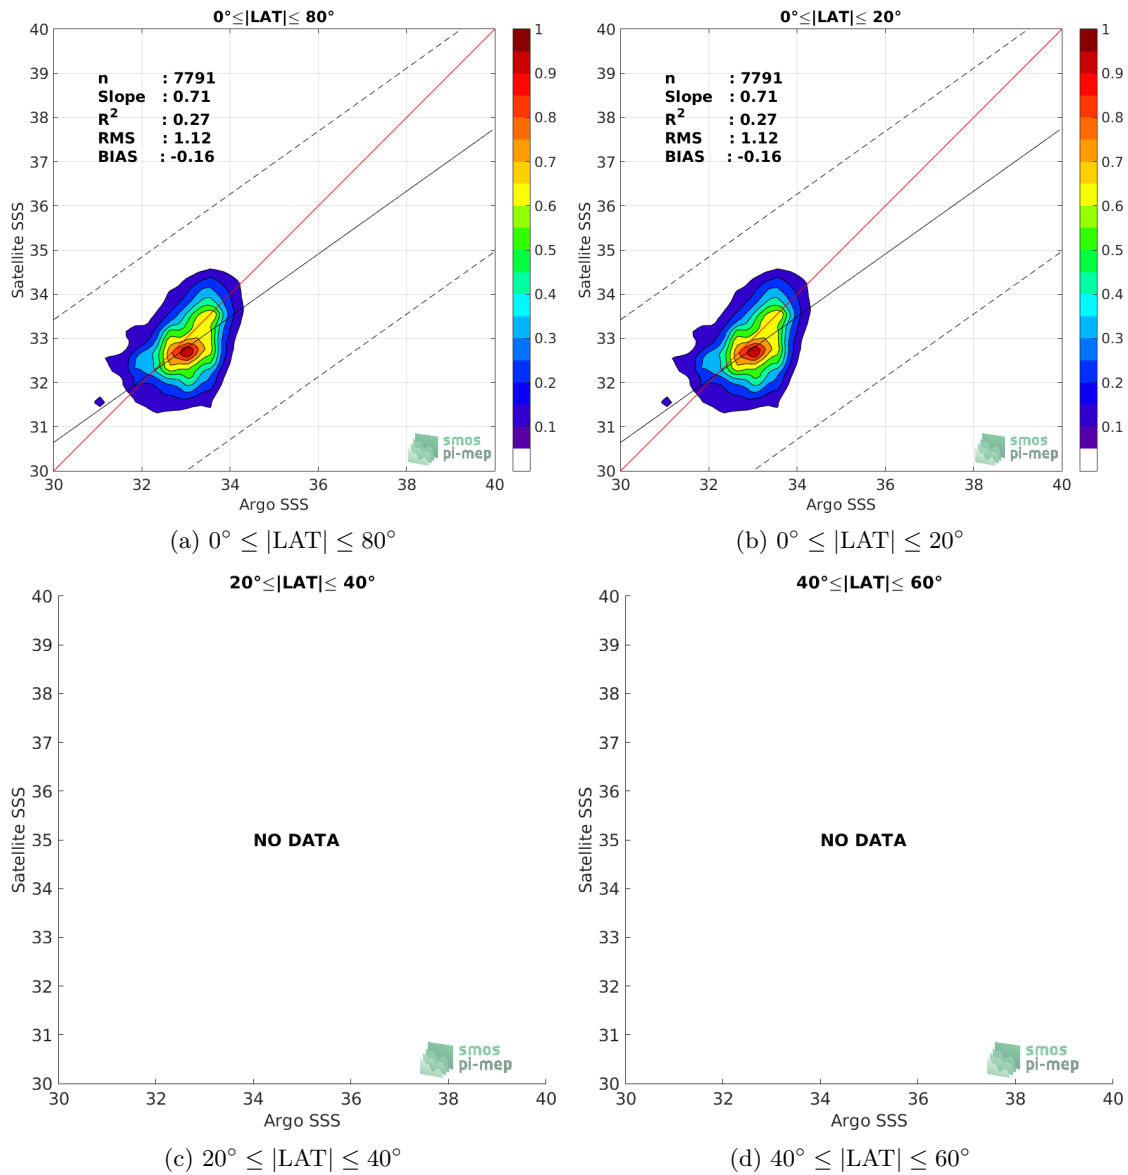 0°≤|LAT|≤ 80°
40
39
38
37
36
35
34
33
32
31
30
Satellite SSS
n : 7791
Slope : 0.71
R2 : 0.27
RMS : 1.12
BIAS : -0.16
smos
pi-mep
30 32 34 36 38 40
Argo SSS
1
0.9
0.8
0.7
0.6
0.5
0.4
0.3
0.2
0.1
(a) 0° ≤ |LAT| ≤ 80°
0°≤|LAT|≤ 20°
40
39
38
37
36
35
34
33
32
31
30
Satellite SSS
n : 7791
Slope : 0.71
R2 : 0.27
RMS : 1.12
BIAS : -0.16
smos
pi-mep
30 32 34 36 38 40
Argo SSS
1
0.9
0.8
0.7
0.6
0.5
0.4
0.3
0.2
0.1
(b) 0° ≤ |LAT| ≤ 20°
20°≤|LAT|≤ 40°
40
39
38
37
36
35
34
33
32
31
30
Satellite SSS
NO DATA
smos
pi-mep
30 32 34 36 38 40
Argo SSS
(c) 20° ≤ |LAT| ≤ 40°
40°≤|LAT|≤ 60°
40
39
38
37
36
35
34
33
32
31
30
Satellite SSS
NO DATA
smos
pi-mep
30 32 34 36 38 40
Argo SSS
(d) 40° ≤ |LAT| ≤ 60°